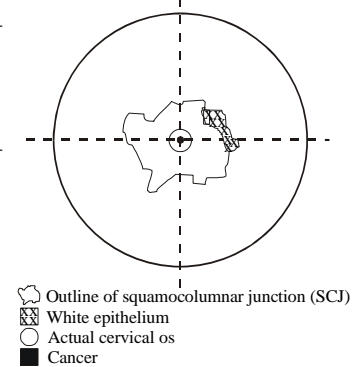 Outline of squamocolumnar junction (SCJ)
White epithelium
Actual cervical os
Cancer